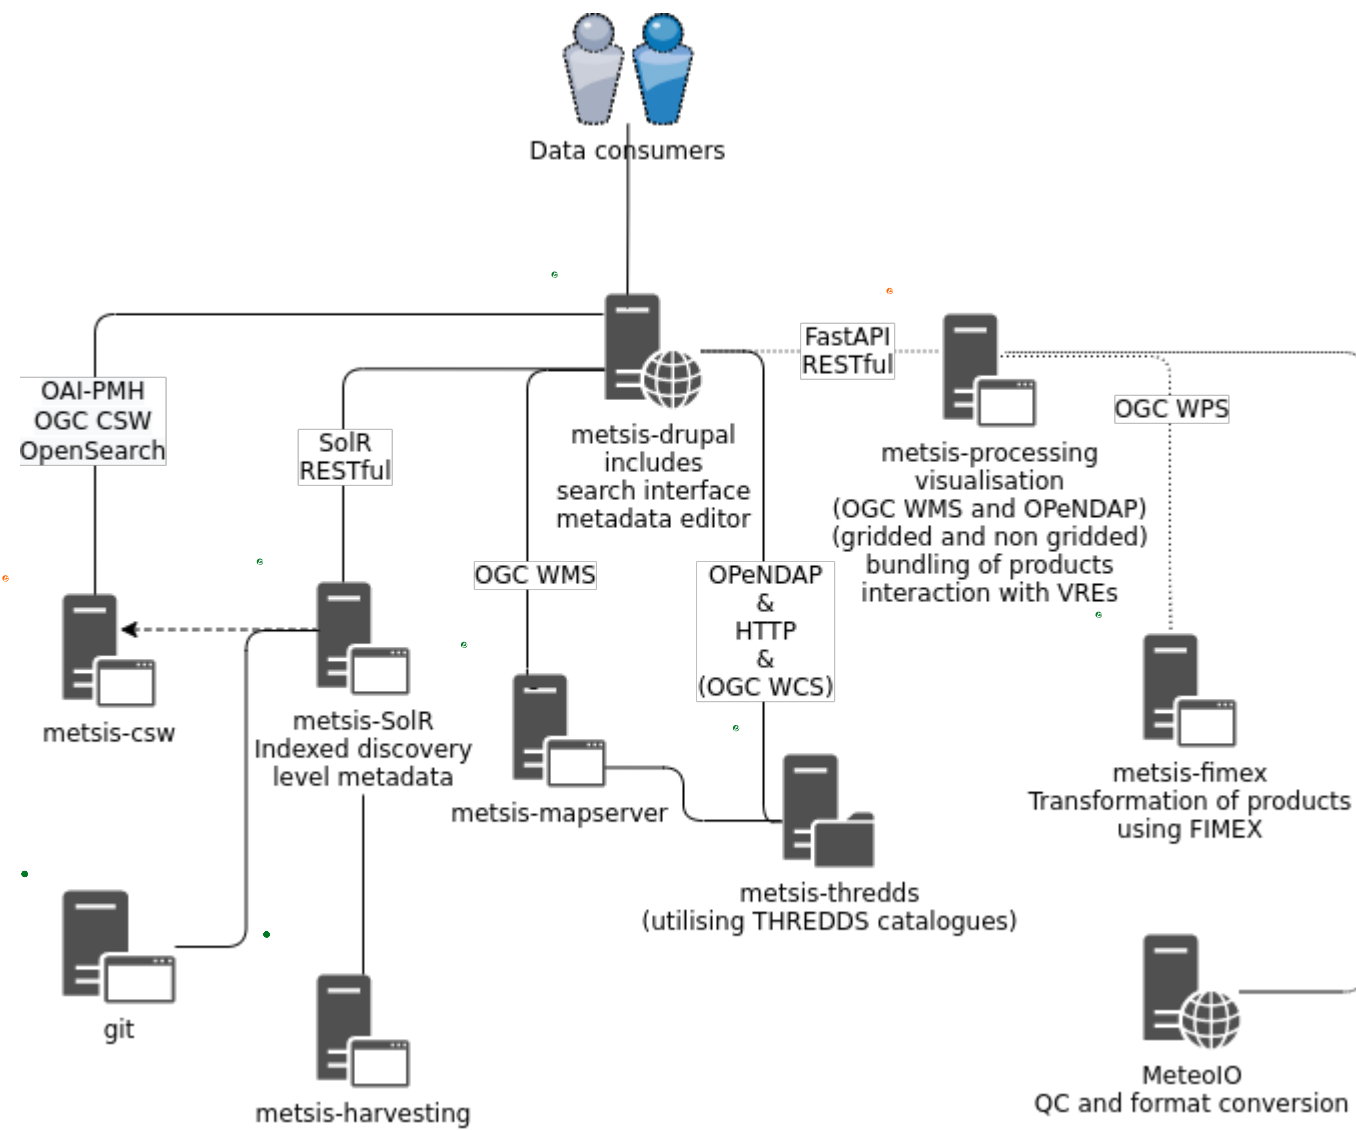 Data consumers
FastAPI
RESTful
OAI-PMH
OGC CSW
OpenSearch
SolR
RESTful
OGC WPS
metsis-drupal
includes
search interface
metadata editor
metsis-processing
visualisation
(OGC WMS and OPeNDAP)
(gridded and non gridded)
bundling of products
interaction with VREs
OGC WMS
OPeNDAP
&
HTTP
&
(OGC WCS)
metsis-csw
metsis-SolR
Indexed discovery
level metadata
metsis-mapserver
metsis-fimex
Transformation of products
using FIMEX
metsis-thredds
(utilising THREDDS catalogues)
git
metsis-harvesting
MeteoIO
QC and format conversion